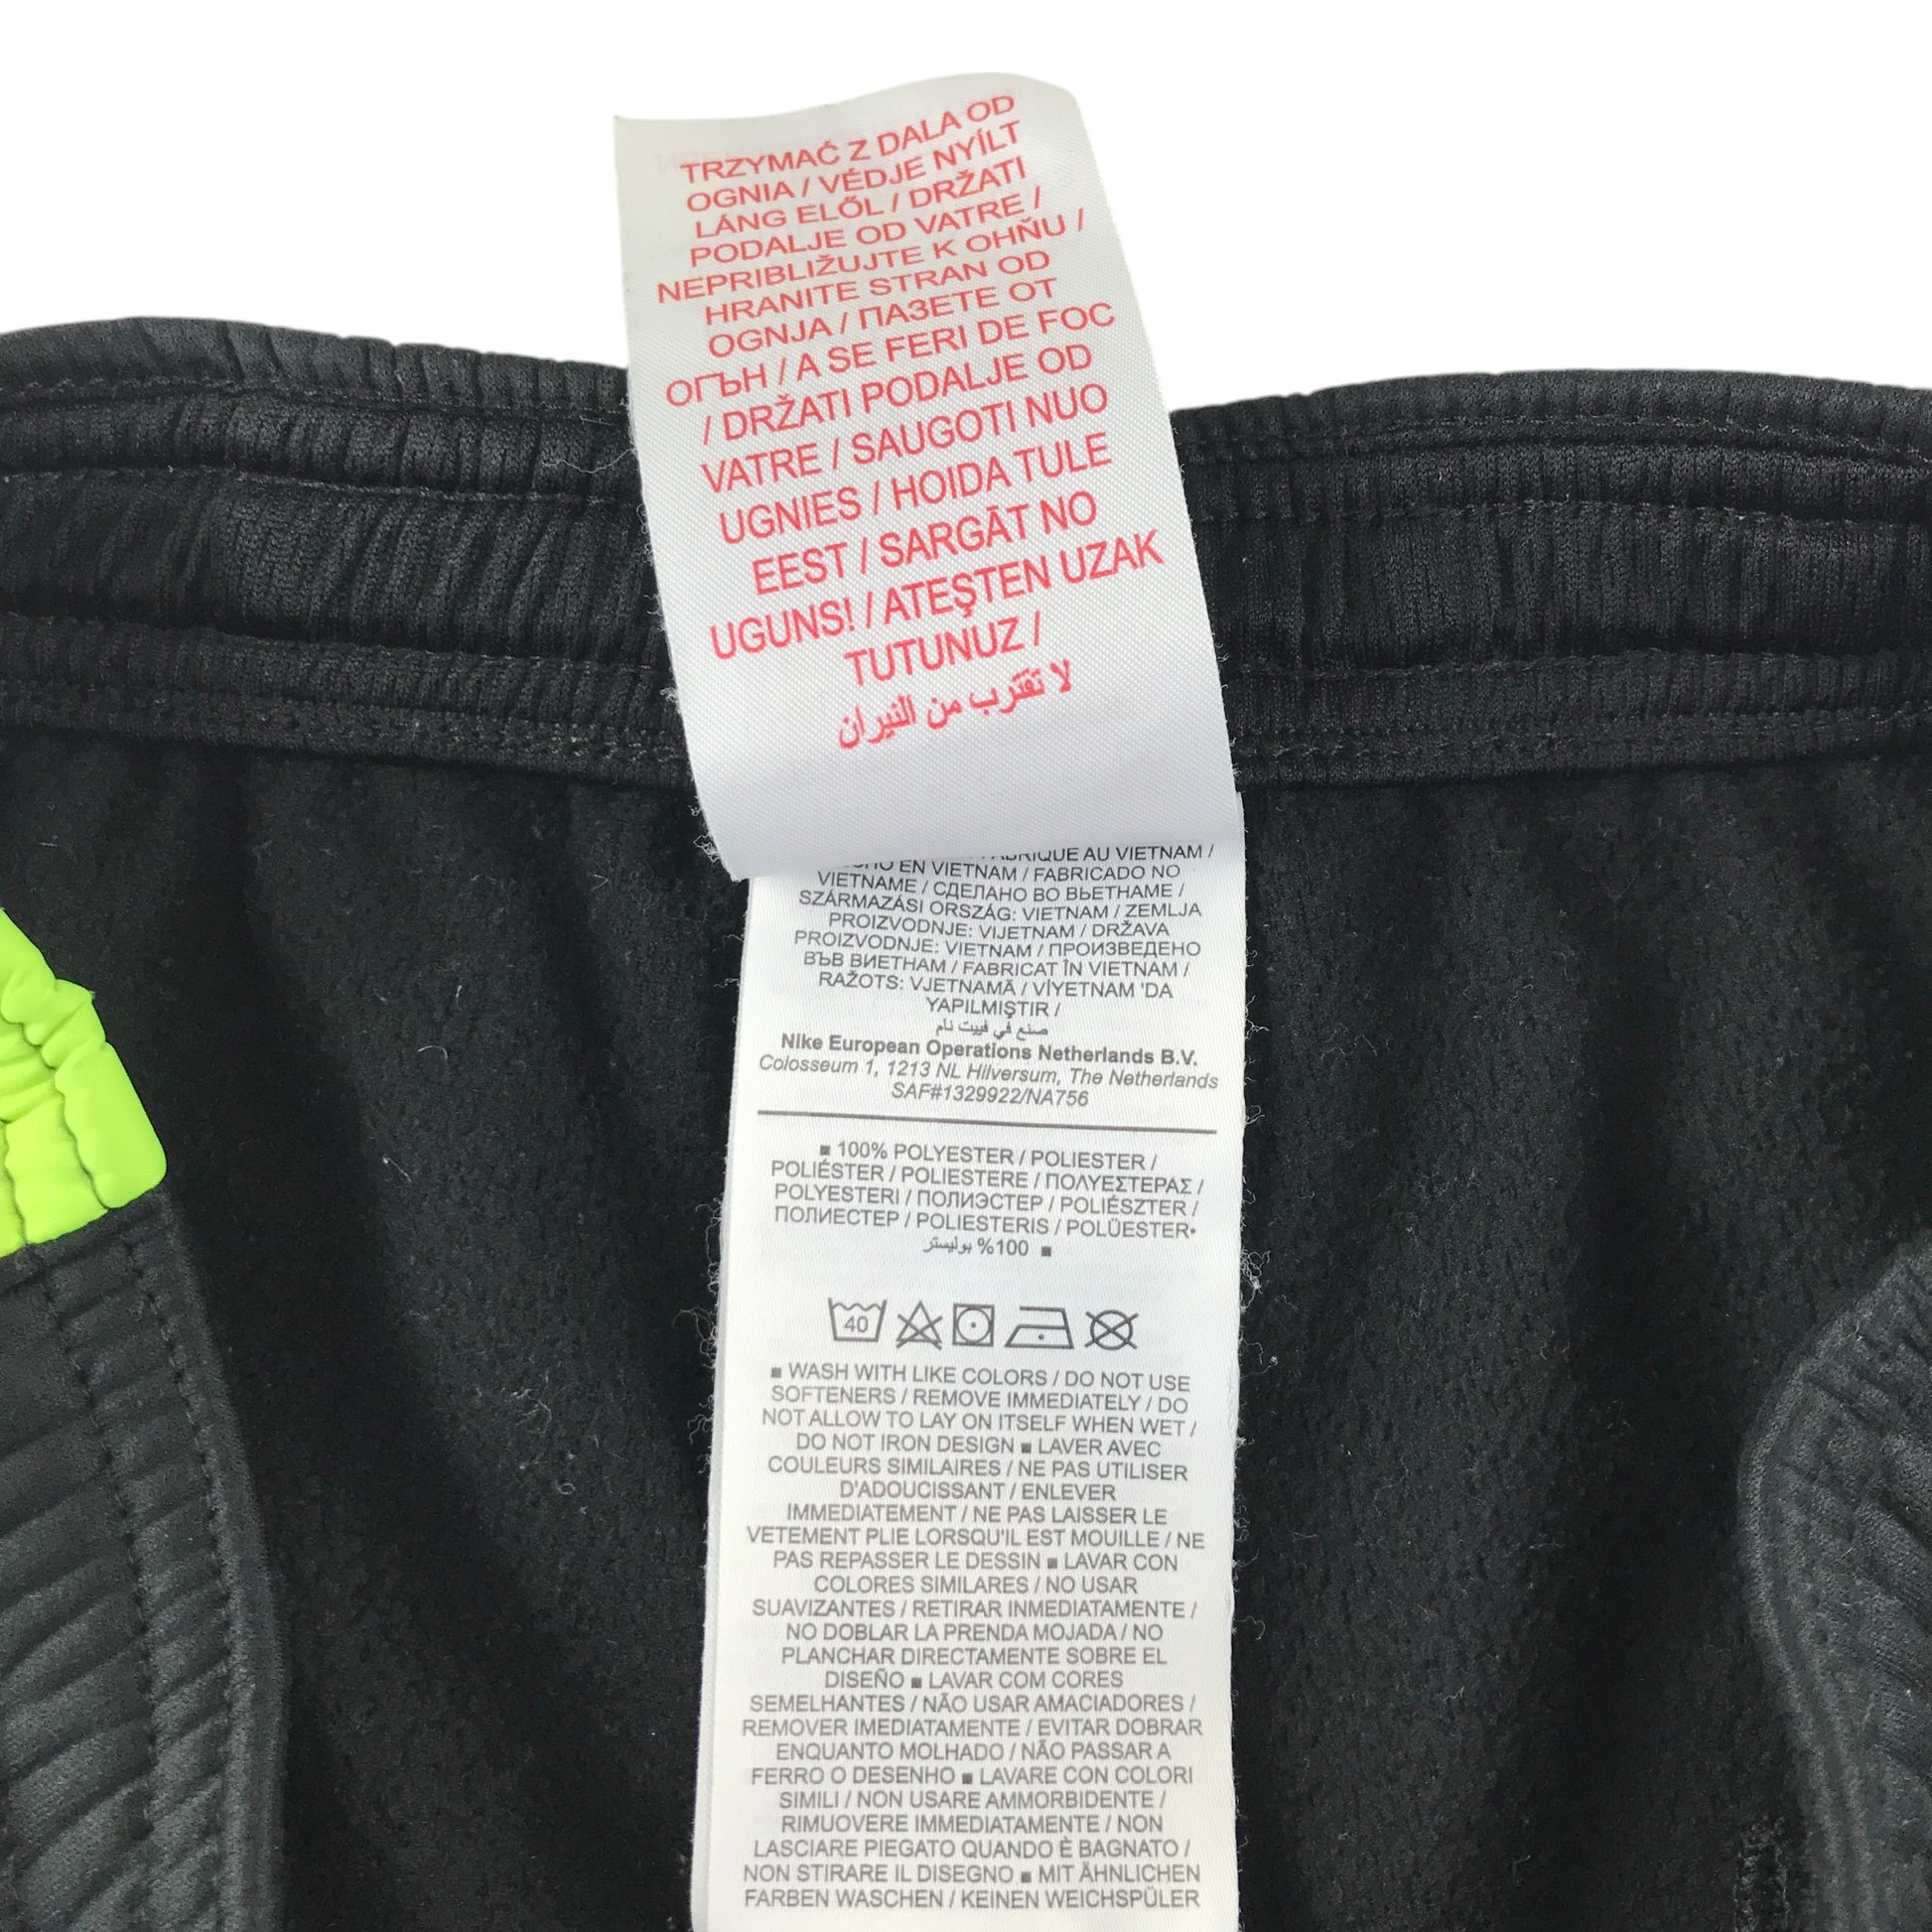 TRZYMAĆ Z DALA OD
OGNIA / VÉDJE NYÍLT
LÁNG ELŐL / DRŽATI
PODALJE OD VATRE /
NEPRIBLIŽUJTE K OHŇU /
HRANITE STRAN OD
OGNJA / ПАЗЕТЕ ОТ
ОГЪН / A SE FERI DE FOC
/ DRŽATI PODALJE OD
VATRE / SAUGOTI NUO
UGNIES / HOIDA TULE
EEST / SARGĀT NO
UGUNS! / ATEŞTEN UZAK
TUTUNUZ /
لا تقترب من النيران
AU VIETNAM /
EN VIETNAM / FABRICADO NO
VIETNAME / СДЕЛАНО ВО ВЬЕТНАМЕ /
SZÁRMAZÁSI ORSZÁG: VIETNAM / ZEMLJA
PROIZVODNJE: VIJETNAM / DRŽAVA
PROIZVODNJE: VIETNAM / ПРОИЗВЕДЕНО
ВЪВ ВИЕТНАМ / FABRICAT ÎN VIETNAM /
RAŽOTS: VJETNAMĀ / VİYETNAM 'DA
YAPILMIŞTIR /
صنع في فييت نام
Nike European Operations Netherlands B.V.
Colosseum 1, 1213 NL Hilversum, The Netherlands
SAF#1329922/NA756
■ 100% POLYESTER / POLIESTER /
POLIÉSTER / POLIESTERE / ΠΟΛΥΕΣΤΕΡΑΣ /
POLYESTERI / ПОЛИЭСТЕР / POLIÉSZTER /
ПОЛИЕСТЕР / POLIESTERIS / POLÜESTER•
100% بوليستر ■
40
■ WASH WITH LIKE COLORS / DO NOT USE
SOFTENERS / REMOVE IMMEDIATELY / DO
NOT ALLOW TO LAY ON ITSELF WHEN WET /
DO NOT IRON DESIGN ■ LAVER AVEC
COULEURS SIMILAIRES / NE PAS UTILISER
D'ADOUCISSANT / ENLEVER
IMMEDIATEMENT / NE PAS LAISSER LE
VETEMENT PLIE LORSQU'IL EST MOUILLE / NE
PAS REPASSER LE DESSIN ■ LAVAR CON
COLORES SIMILARES / NO USAR
SUAVIZANTES / RETIRAR INMEDIATAMENTE /
NO DOBLAR LA PRENDA MOJADA / NO
PLANCHAR DIRECTAMENTE SOBRE EL
DISEÑO ■ LAVAR COM CORES
SEMELHANTES / NÃO USAR AMACIADORES /
REMOVER IMEDIATAMENTE / EVITAR DOBRAR
ENQUANTO MOLHADO / NÃO PASSAR A
FERRO O DESENHO ■ LAVARE CON COLORI
SIMILI / NON USARE AMMORBIDENTE /
RIMUOVERE IMMEDIATAMENTE / NON
LASCIARE PIEGATO QUANDO È BAGNATO /
NON STIRARE IL DISEGNO ■ MIT ÄHNLICHEN
FARBEN WASCHEN / KEINEN WEICHSPÜLER